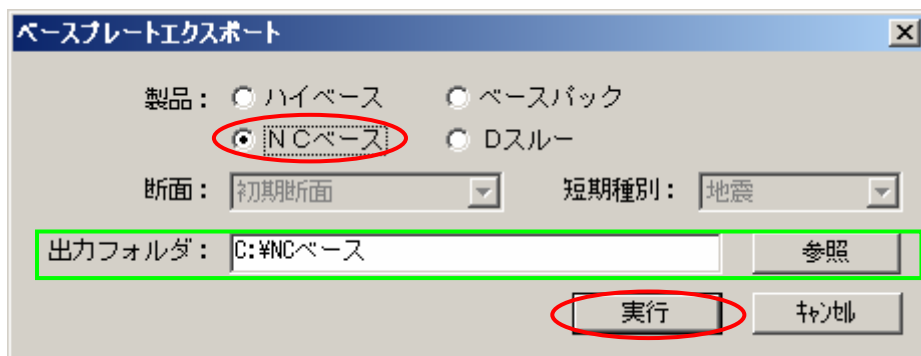 ベースプレートエクスポート
製品： ハイベース ベースパック
ＮＣベース Ｄスルー
断面： 初期断面 短期種別： 地震
出力フォルダ： C:¥NCベース 参照
実行 ｷｬﾝｾﾙ